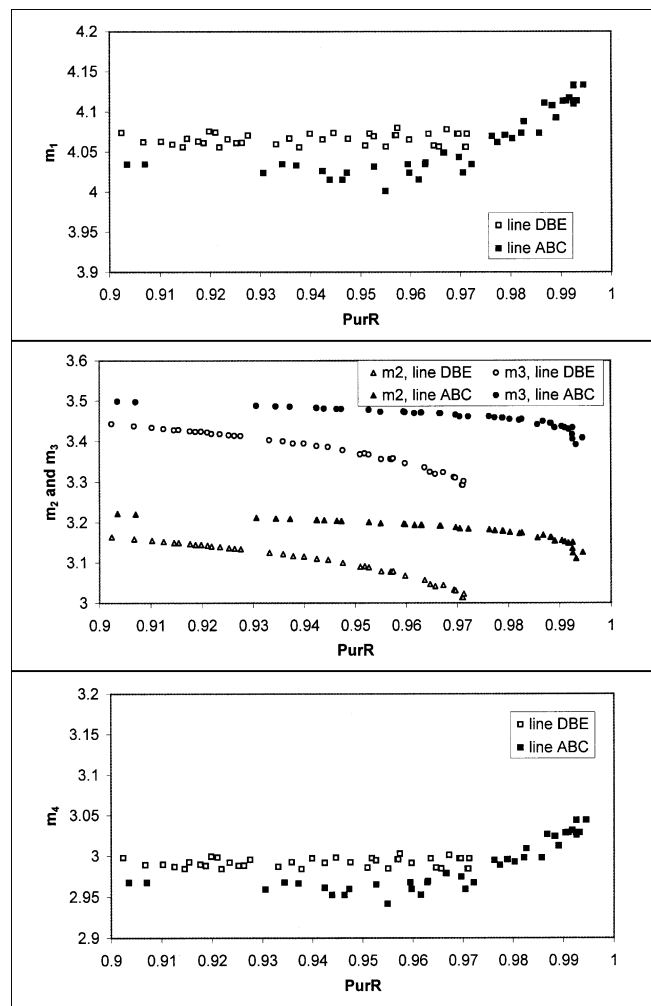 4.2
4.15
4.1
4.05
4
3.95
3.9
m1
line DBE
line ABC
0.9 0.91 0.92 0.93 0.94 0.95 0.96 0.97 0.98 0.99 1
PurR
3.6
3.5
3.4
3.3
3.2
3.1
3
m2 and m3
m2, line DBE m3, line DBE
m2, line ABC m3, line ABC
0.9 0.91 0.92 0.93 0.94 0.95 0.96 0.97 0.98 0.99 1
PurR
3.2
3.15
3.1
3.05
3
2.95
2.9
m4
line DBE
line ABC
0.9 0.91 0.92 0.93 0.94 0.95 0.96 0.97 0.98 0.99 1
PurR